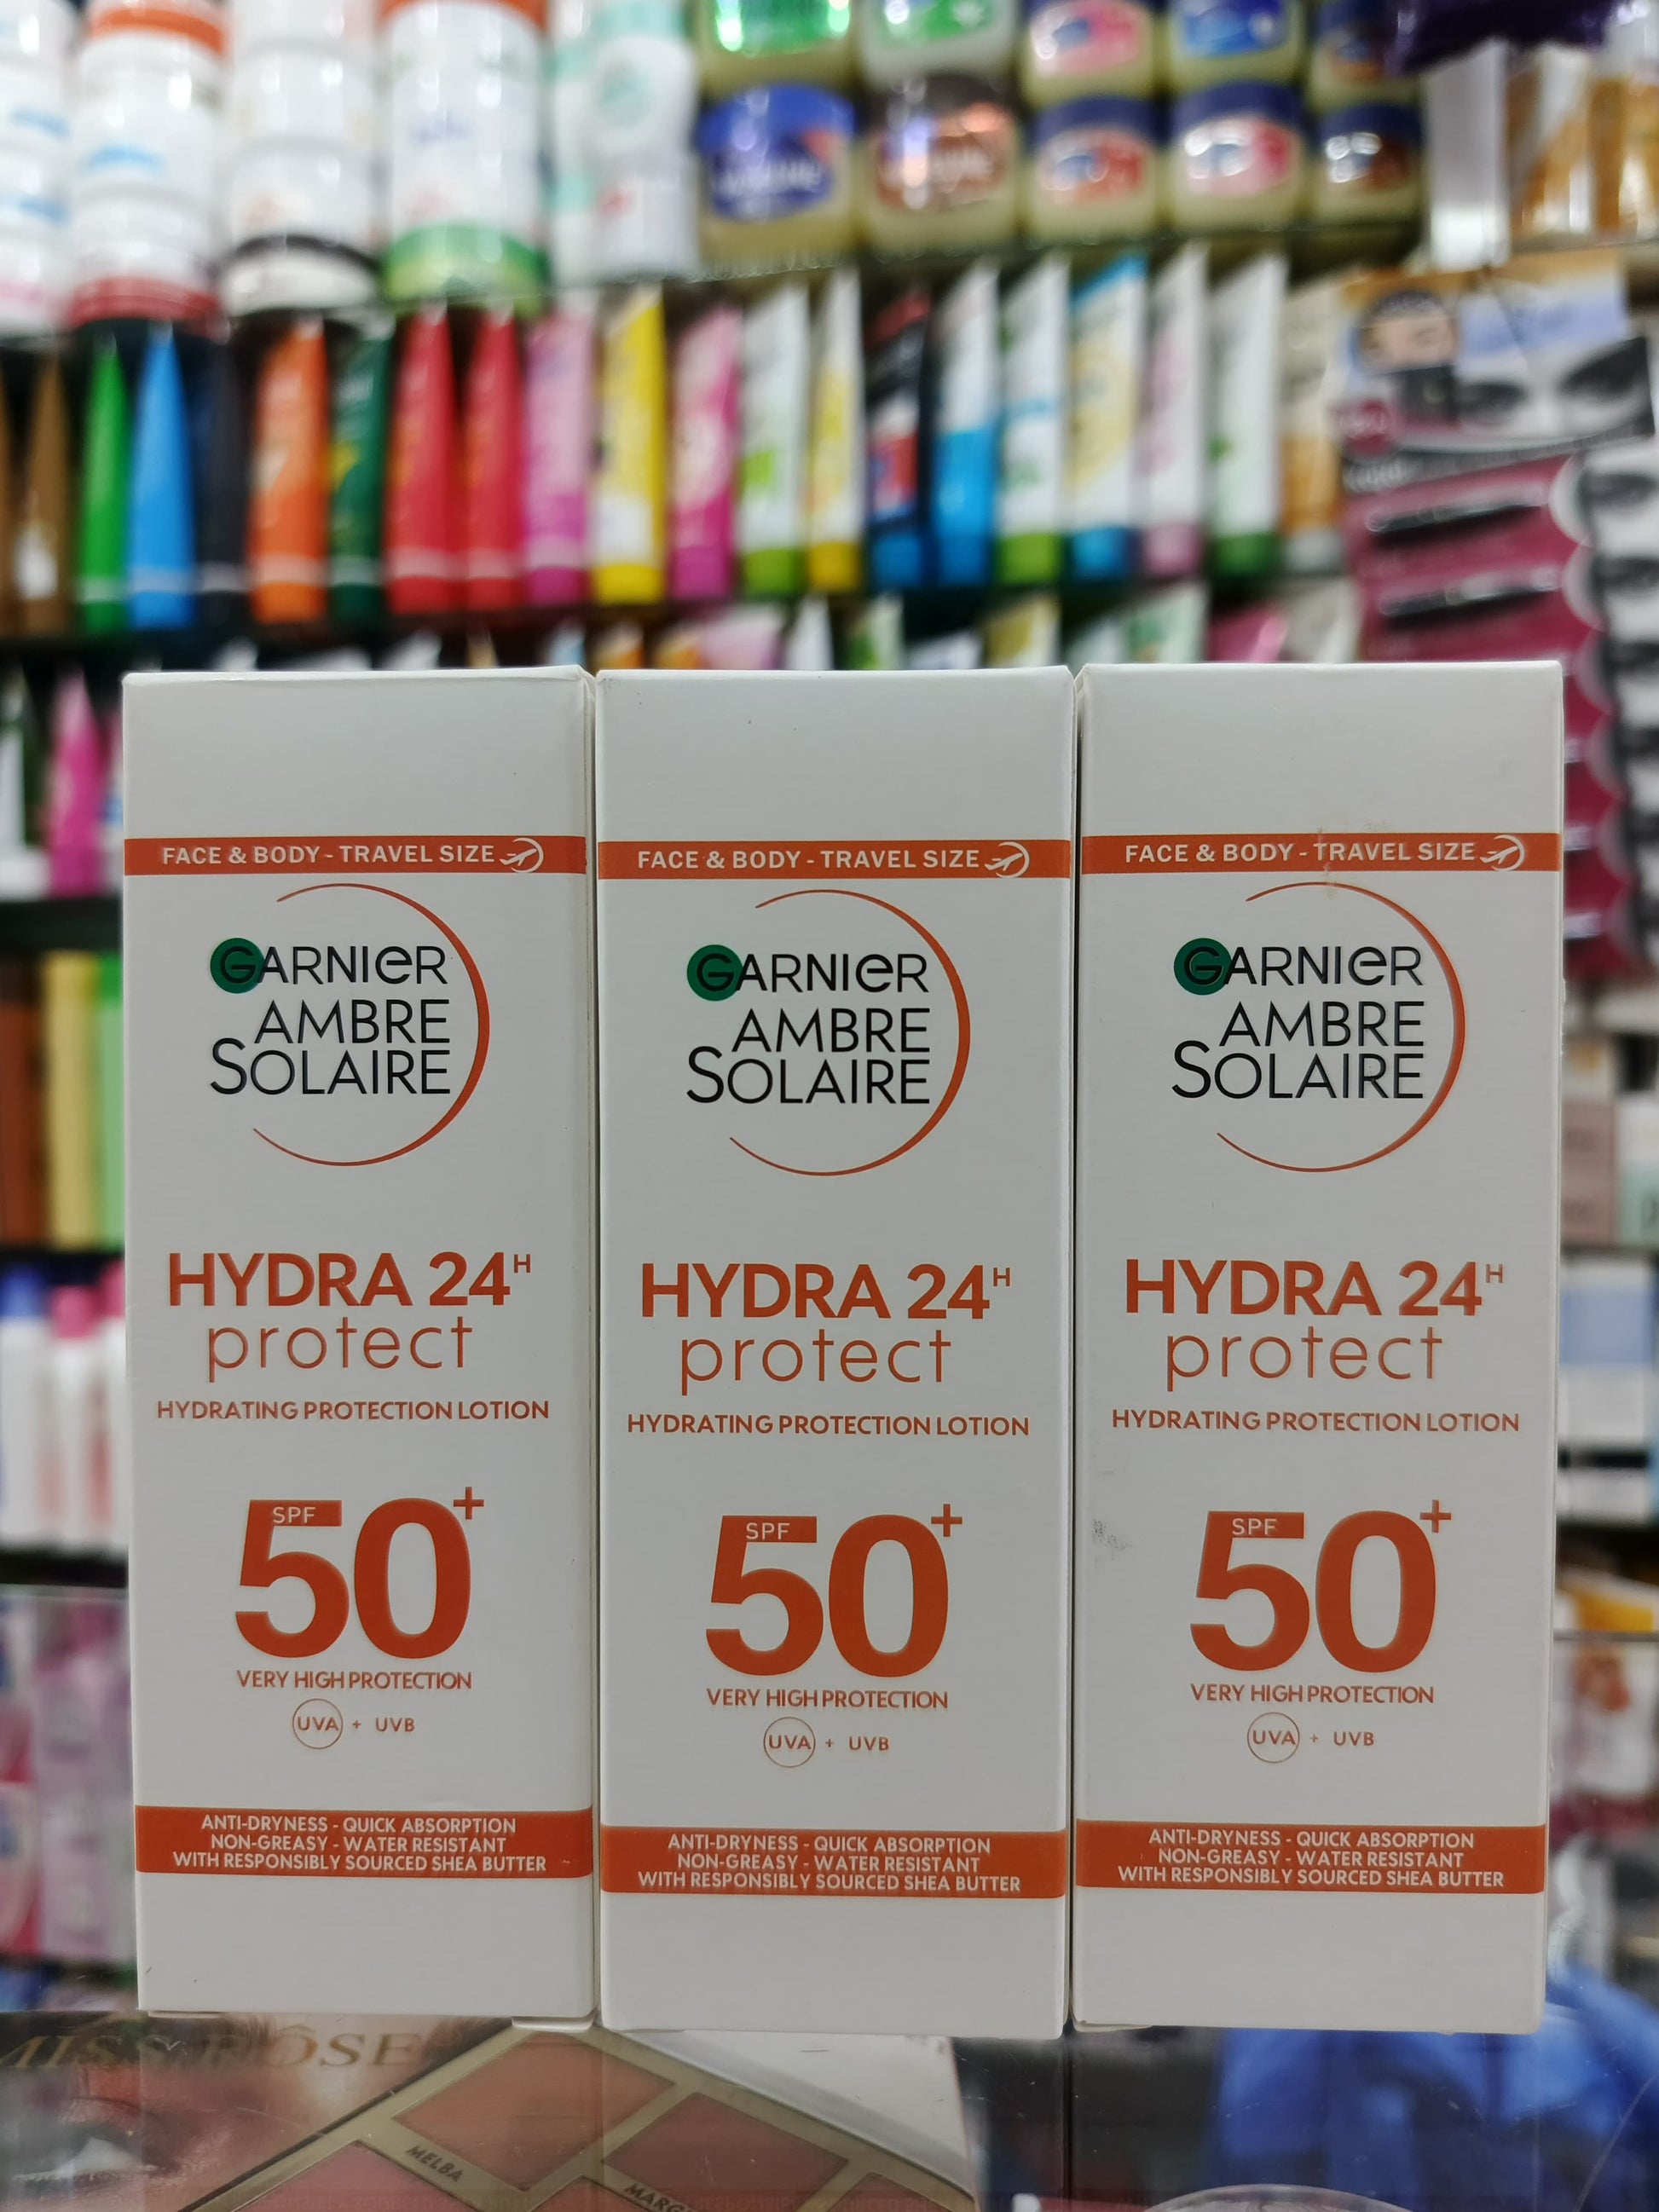 FACE & BODY - TRAVEL SIZE
GARNIER
AMBRE
SOLAIRE
HYDRA 24H
protect
HYDRATING PROTECTION LOTION
SPF
50+
VERY HIGH PROTECTION
UVA + UVB
ANTI-DRYNESS - QUICK ABSORPTION
NON-GREASY - WATER RESISTANT
WITH RESPONSIBLY SOURCED SHEA BUTTER
FACE & BODY - TRAVEL SIZE
GARNIER
AMBRE
SOLAIRE
HYDRA 24H
protect
HYDRATING PROTECTION LOTION
SPF
50+
VERY HIGH PROTECTION
UVA + UVB
ANTI-DRYNESS - QUICK ABSORPTION
NON-GREASY - WATER RESISTANT
WITH RESPONSIBLY SOURCED SHEA BUTTER
FACE & BODY - TRAVEL SIZE
GARNIER
AMBRE
SOLAIRE
HYDRA 24H
protect
HYDRATING PROTECTION LOTION
SPF
50+
VERY HIGH PROTECTION
UVA + UVB
ANTI-DRYNESS - QUICK ABSORPTION
NON-GREASY - WATER RESISTANT
WITH RESPONSIBLY SOURCED SHEA BUTTER
MISS RÔSE
MELBA